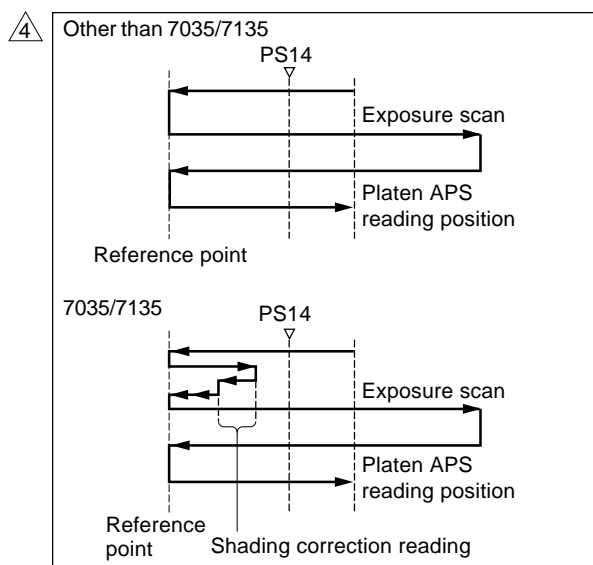 4
Other than 7035/7135
PS14
Exposure scan
Platen APS
reading position
Reference point
7035/7135
PS14
Exposure scan
Platen APS
reading position
Reference
point
Shading correction reading